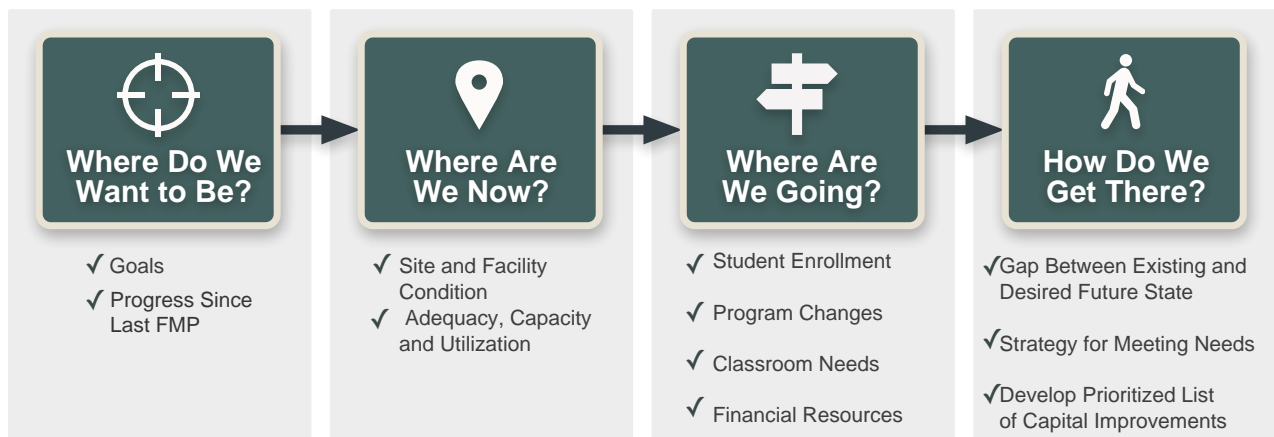 Where Do We
Want to Be?
Goals
Progress Since
Last FMP
Where Are
We Now?
Site and Facility
Condition
Adequacy, Capacity
and Utilization
Where Are
We Going?
Student Enrollment
Program Changes
Classroom Needs
Financial Resources
How Do We
Get There?
Gap Between Existing and
Desired Future State
Strategy for Meeting Needs
Develop Prioritized List
of Capital Improvements